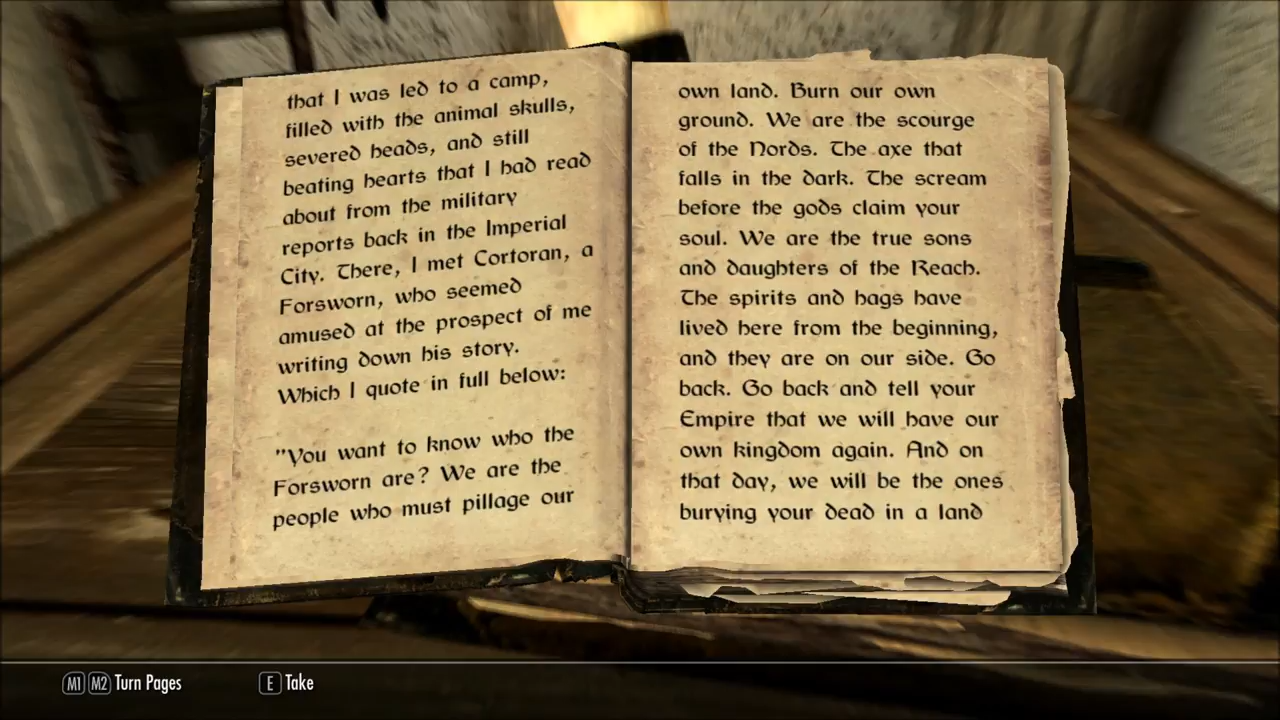 that I was led to a camp,
filled with the animal skulls,
severed heads, and still
beating hearts that I had read
about from the military
reports back in the Imperial
City. There, I met Cortoran, a
Forsworn, who seemed
amused at the prospect of me
writing down his story.
Which I quote in full below:
"You want to know who the
Forsworn are? We are the
people who must pillage our
own land. Burn our own
ground. We are the scourge
of the Nords. The axe that
falls in the dark. The scream
before the gods claim your
soul. We are the true sons
and daughters of the Reach.
The spirits and hags have
lived here from the beginning,
and they are on our side. Go
back. Go back and tell your
Empire that we will have our
own kingdom again. And on
that day, we will be the ones
burying your dead in a land
M1 M2 Turn Pages
E Take